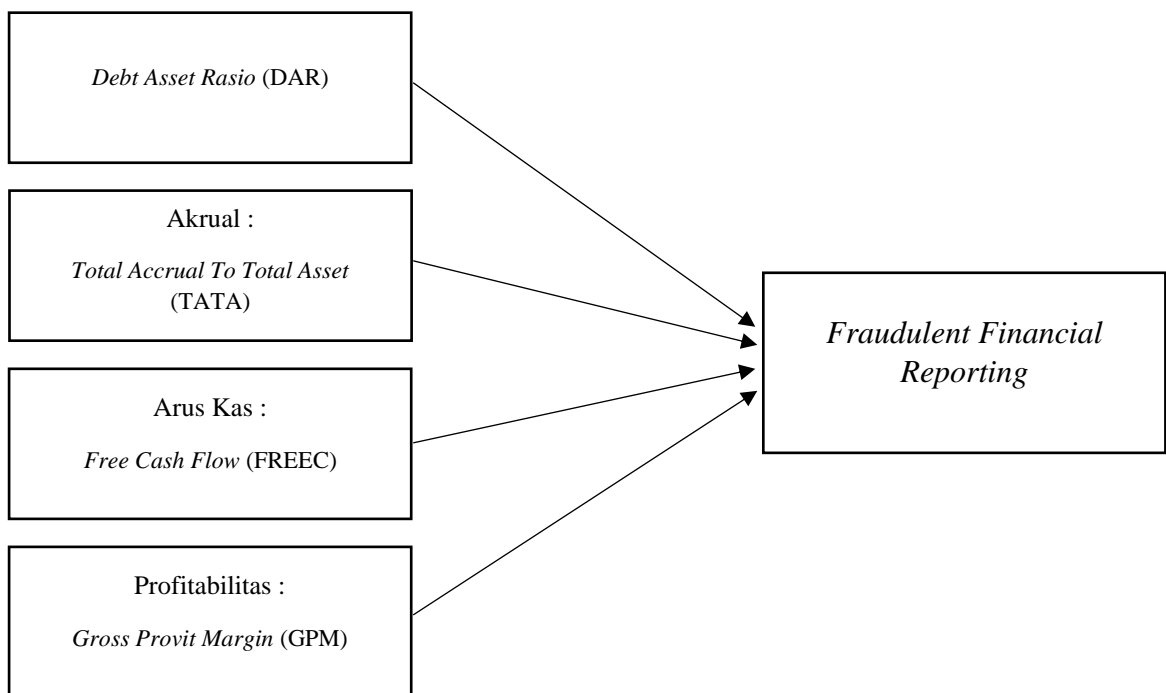 Debt Asset Rasio (DAR)
Akrual :
Total Accrual To Total Asset
(TATA)
Arus Kas :
Free Cash Flow (FREEC)
Profitabilitas :
Gross Provit Margin (GPM)
Fraudulent Financial
Reporting